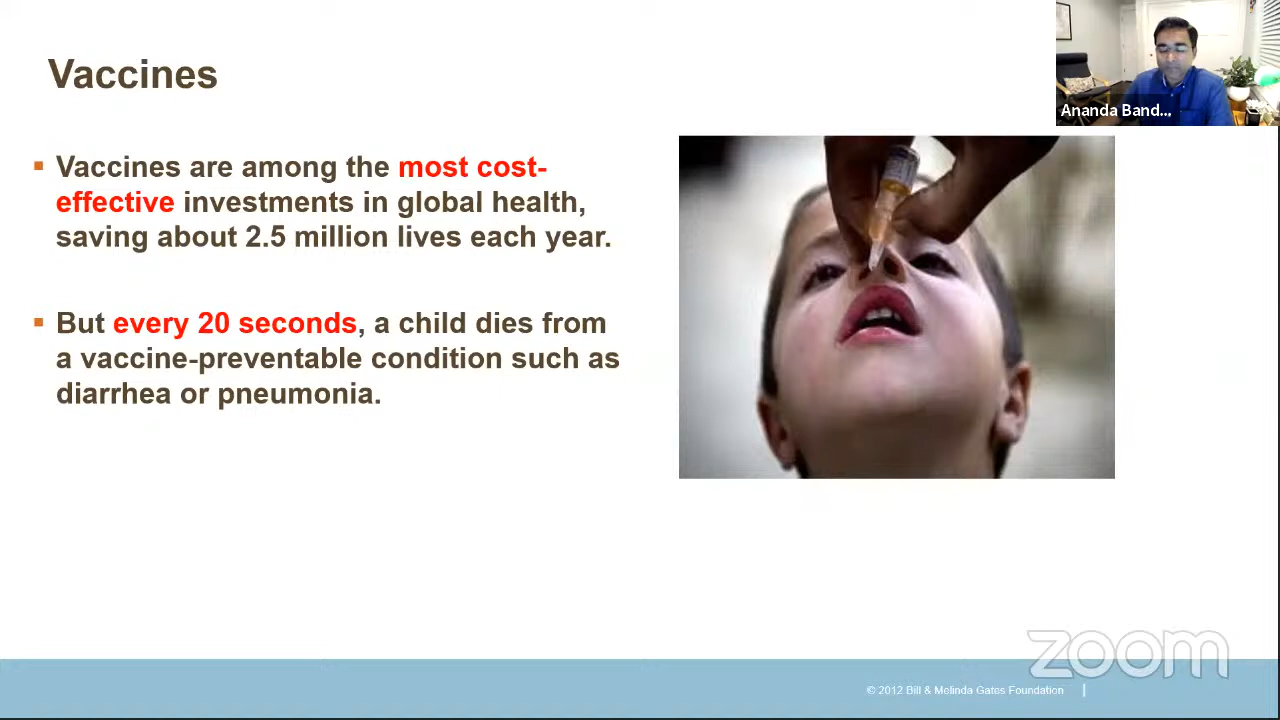 Vaccines
Ananda Band...
▪ Vaccines are among the most cost-
effective investments in global health,
saving about 2.5 million lives each year.
▪ But every 20 seconds, a child dies from
a vaccine-preventable condition such as
diarrhea or pneumonia.
zoom
© 2012 Bill & Melinda Gates Foundation |